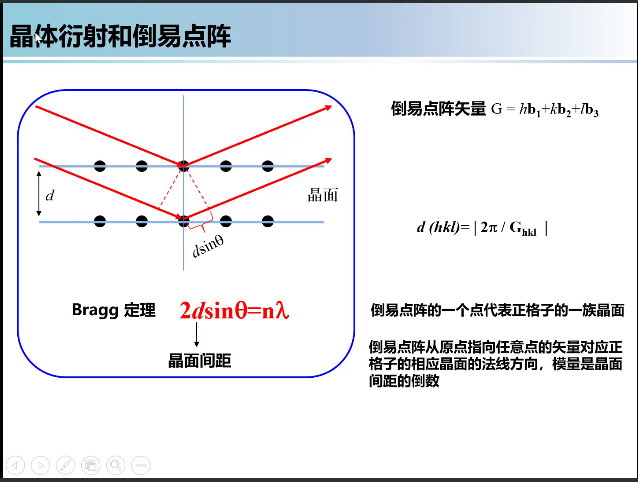 晶体衍射和倒易点阵
倒易点阵矢量 G = hb₁+kb₂+lb₃
d
晶面
dsinθ
d (hkl)= | 2π / Gₕₖₗ |
Bragg 定理 2dsinθ=nλ
晶面间距
倒易点阵的一个点代表正格子的一族晶面
倒易点阵从原点指向任意点的矢量对应正
格子的相应晶面的法线方向，模量是晶面
间距的倒数